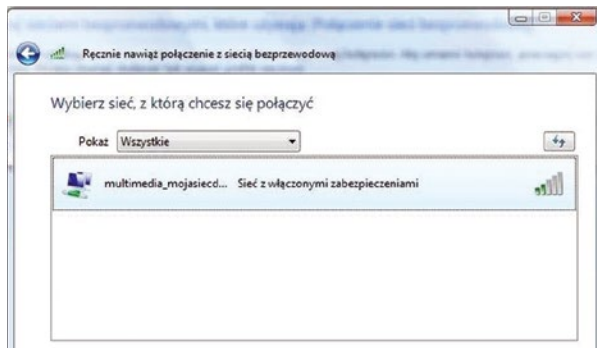 Ręcznie nawiąż połączenie z siecią bezprzewodową
Wybierz sieć, z którą chcesz się połączyć
Pokaż Wszystkie
multimedia_mojasiecd... Sieć z włączonymi zabezpieczeniami